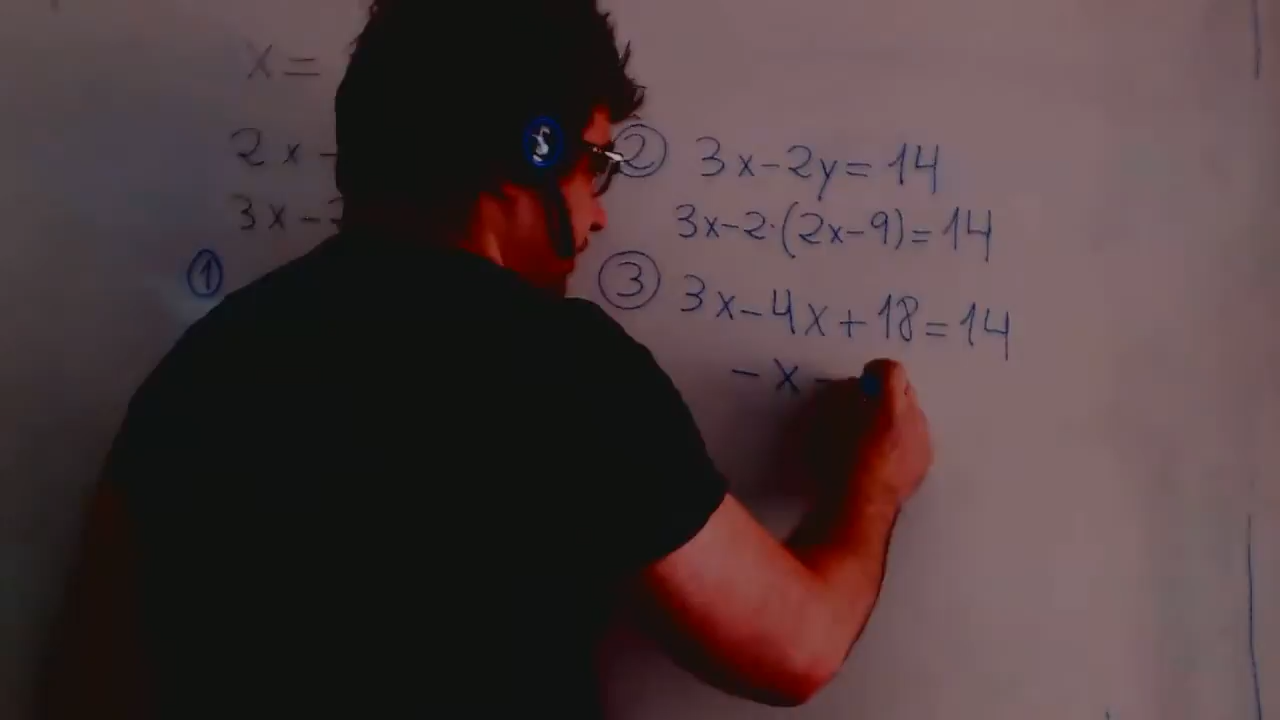 x =
2x -
3x -
①
② 3x-2y=14
3x-2·(2x-9)=14
③ 3x-4x+18=14
-x -